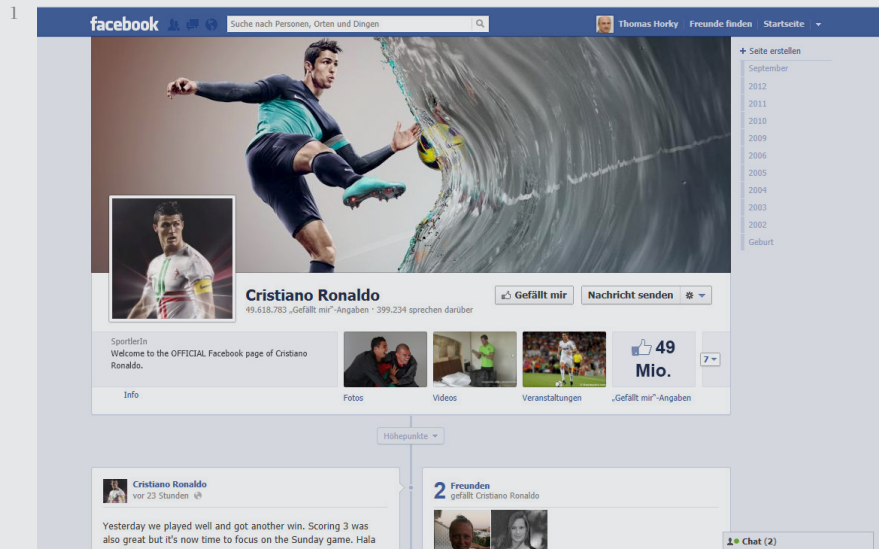 1
facebook
Suche nach Personen, Orten und Dingen
Thomas Horky
Freunde finden
Startseite
+ Seite erstellen
September
2012
2011
2010
2009
2006
2005
2004
2003
2002
Geburt
Cristiano Ronaldo
49.618.783 „Gefällt mir“-Angaben · 399.234 sprechen darüber
Gefällt mir
Nachricht senden
SportlerIn
Welcome to the OFFICIAL Facebook page of Cristiano
Ronaldo.
Info
Fotos
Videos
Veranstaltungen
49
Mio.
„Gefällt mir“-Angaben
7
Höhepunkte
Cristiano Ronaldo
vor 23 Stunden
Yesterday we played well and got another win. Scoring 3 was
also great but it's now time to focus on the Sunday game. Hala
2 Freunden
gefällt Cristiano Ronaldo
Chat (2)